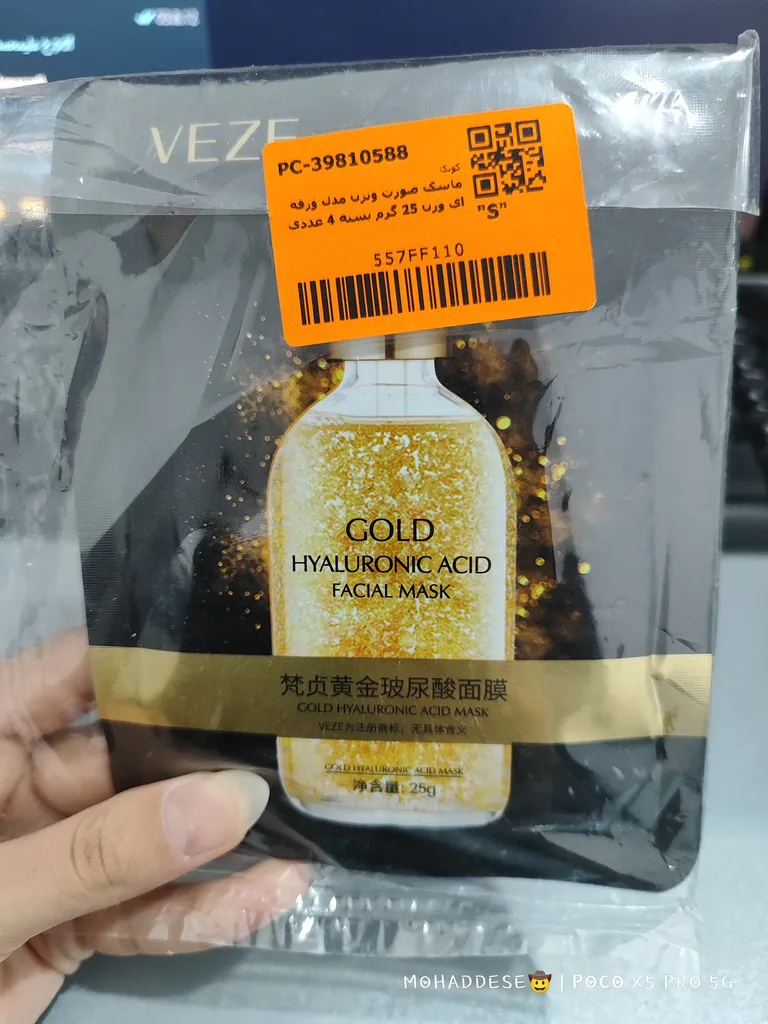 VEZE
PC-39810588
کوتک
ماسک صورت ویزن مدل ورقه
ای وزن 25 گرم بسته 4 عددی
"S"
557FF110
GOLD
HYALURONIC ACID
FACIAL MASK
梵贞黄金玻尿酸面膜
GOLD HYALURONIC ACID MASK
VEZE为注册商标，无具体含义
GOLD HYALURONIC ACID MASK
净含量: 25g
MOHADDESE🤠 | POCO X5 PRO 5G